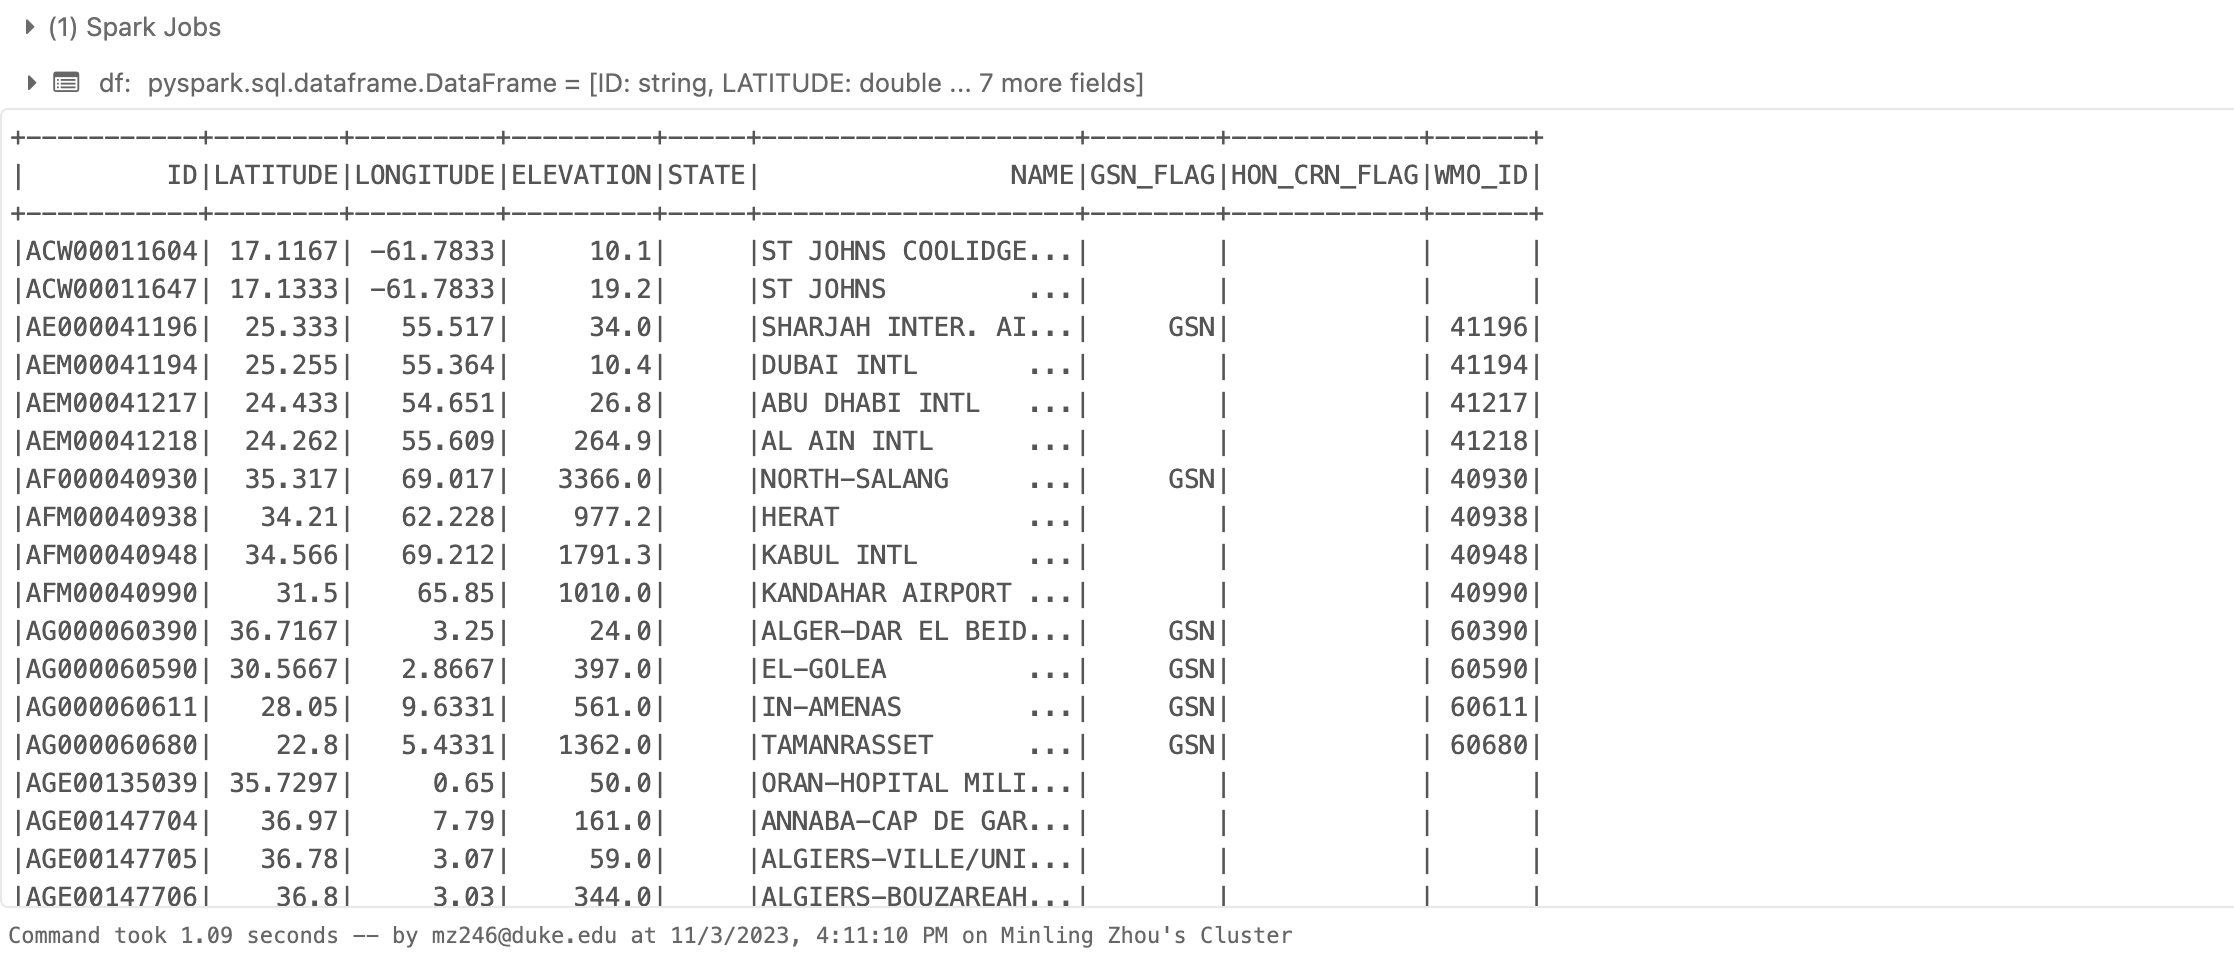 (1) Spark Jobs
df: pyspark.sql.dataframe.DataFrame = [ID: string, LATITUDE: double ... 7 more fields]
+-----------+--------+---------+---------+-----+--------------------+--------+------------+------+
|         ID|LATITUDE|LONGITUDE|ELEVATION|STATE|                NAME|GSN_FLAG|HON_CRN_FLAG|WMO_ID|
+-----------+--------+---------+---------+-----+--------------------+--------+------------+------+
|ACW00011604| 17.1167| -61.7833|     10.1|     |ST JOHNS COOLIDGE...|        |            |      |
|ACW00011647| 17.1333| -61.7833|     19.2|     |ST JOHNS         ...|        |            |      |
|AE000041196|  25.333|   55.517|     34.0|     |SHARJAH INTER. AI...|     GSN|            | 41196|
|AEM00041194|  25.255|   55.364|     10.4|     |DUBAI INTL       ...|        |            | 41194|
|AEM00041217|  24.433|   54.651|     26.8|     |ABU DHABI INTL   ...|        |            | 41217|
|AEM00041218|  24.262|   55.609|    264.9|     |AL AIN INTL      ...|        |            | 41218|
|AF000040930|  35.317|   69.017|   3366.0|     |NORTH-SALANG     ...|     GSN|            | 40930|
|AFM00040938|   34.21|   62.228|    977.2|     |HERAT            ...|        |            | 40938|
|AFM00040948|  34.566|   69.212|   1791.3|     |KABUL INTL       ...|        |            | 40948|
|AFM00040990|    31.5|    65.85|   1010.0|     |KANDAHAR AIRPORT ...|        |            | 40990|
|AG000060390| 36.7167|     3.25|     24.0|     |ALGER-DAR EL BEID...|     GSN|            | 60390|
|AG000060590| 30.5667|   2.8667|    397.0|     |EL-GOLEA         ...|     GSN|            | 60590|
|AG000060611|   28.05|   9.6331|    561.0|     |IN-AMENAS        ...|     GSN|            | 60611|
|AG000060680|    22.8|   5.4331|   1362.0|     |TAMANRASSET      ...|     GSN|            | 60680|
|AGE00135039| 35.7297|     0.65|     50.0|     |ORAN-HOPITAL MILI...|        |            |      |
|AGE00147704|   36.97|     7.79|    161.0|     |ANNABA-CAP DE GAR...|        |            |      |
|AGE00147705|   36.78|     3.07|     59.0|     |ALGIERS-VILLE/UNI...|        |            |      |
|AGE00147706|    36.8|     3.03|    344.0|     |ALGIERS-BOUZAREAH...|        |            |      |
Command took 1.09 seconds -- by mz246@duke.edu at 11/3/2023, 4:11:10 PM on Minling Zhou's Cluster